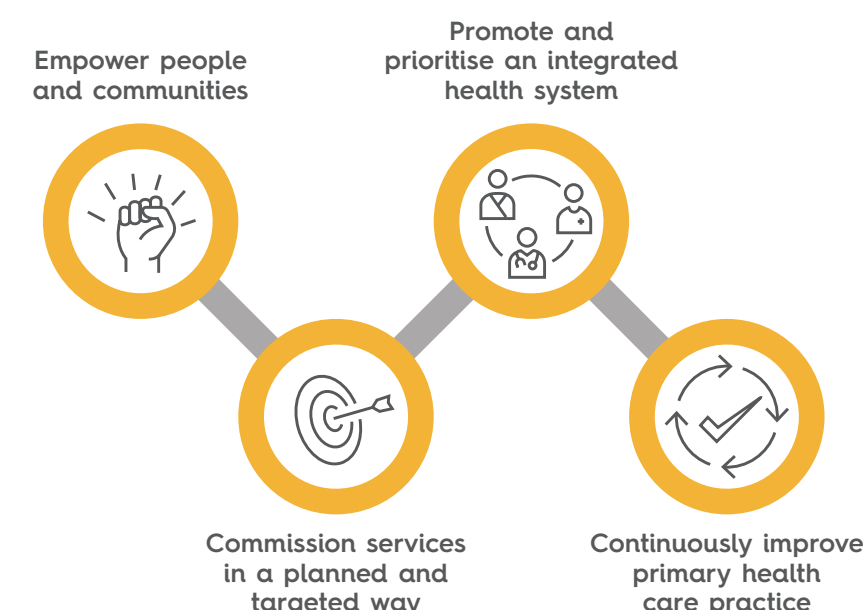 Empower people
and communities
Promote and
prioritise an integrated
health system
Commission services
in a planned and
targeted way
Continuously improve
primary health
care practice